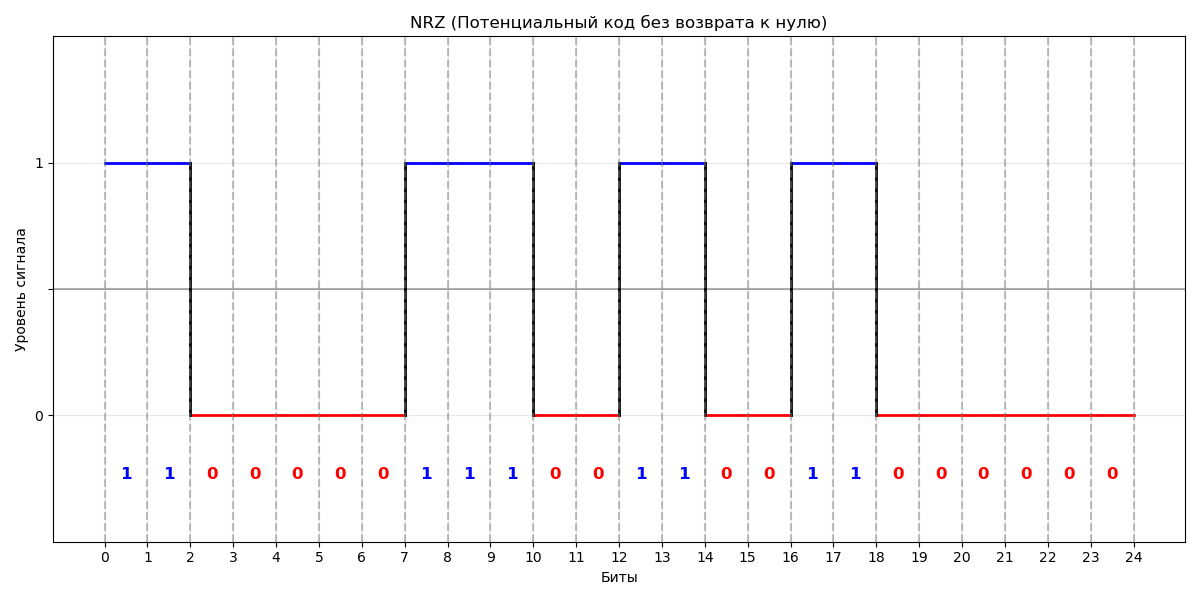 NRZ (Потенциальный код без возврата к нулю)
Уровень сигнала
1
0
1 1 0 0 0 0 0 1 1 1 0 0 1 1 0 0 1 1 0 0 0 0 0 0
0 1 2 3 4 5 6 7 8 9 10 11 12 13 14 15 16 17 18 19 20 21 22 23 24
Биты